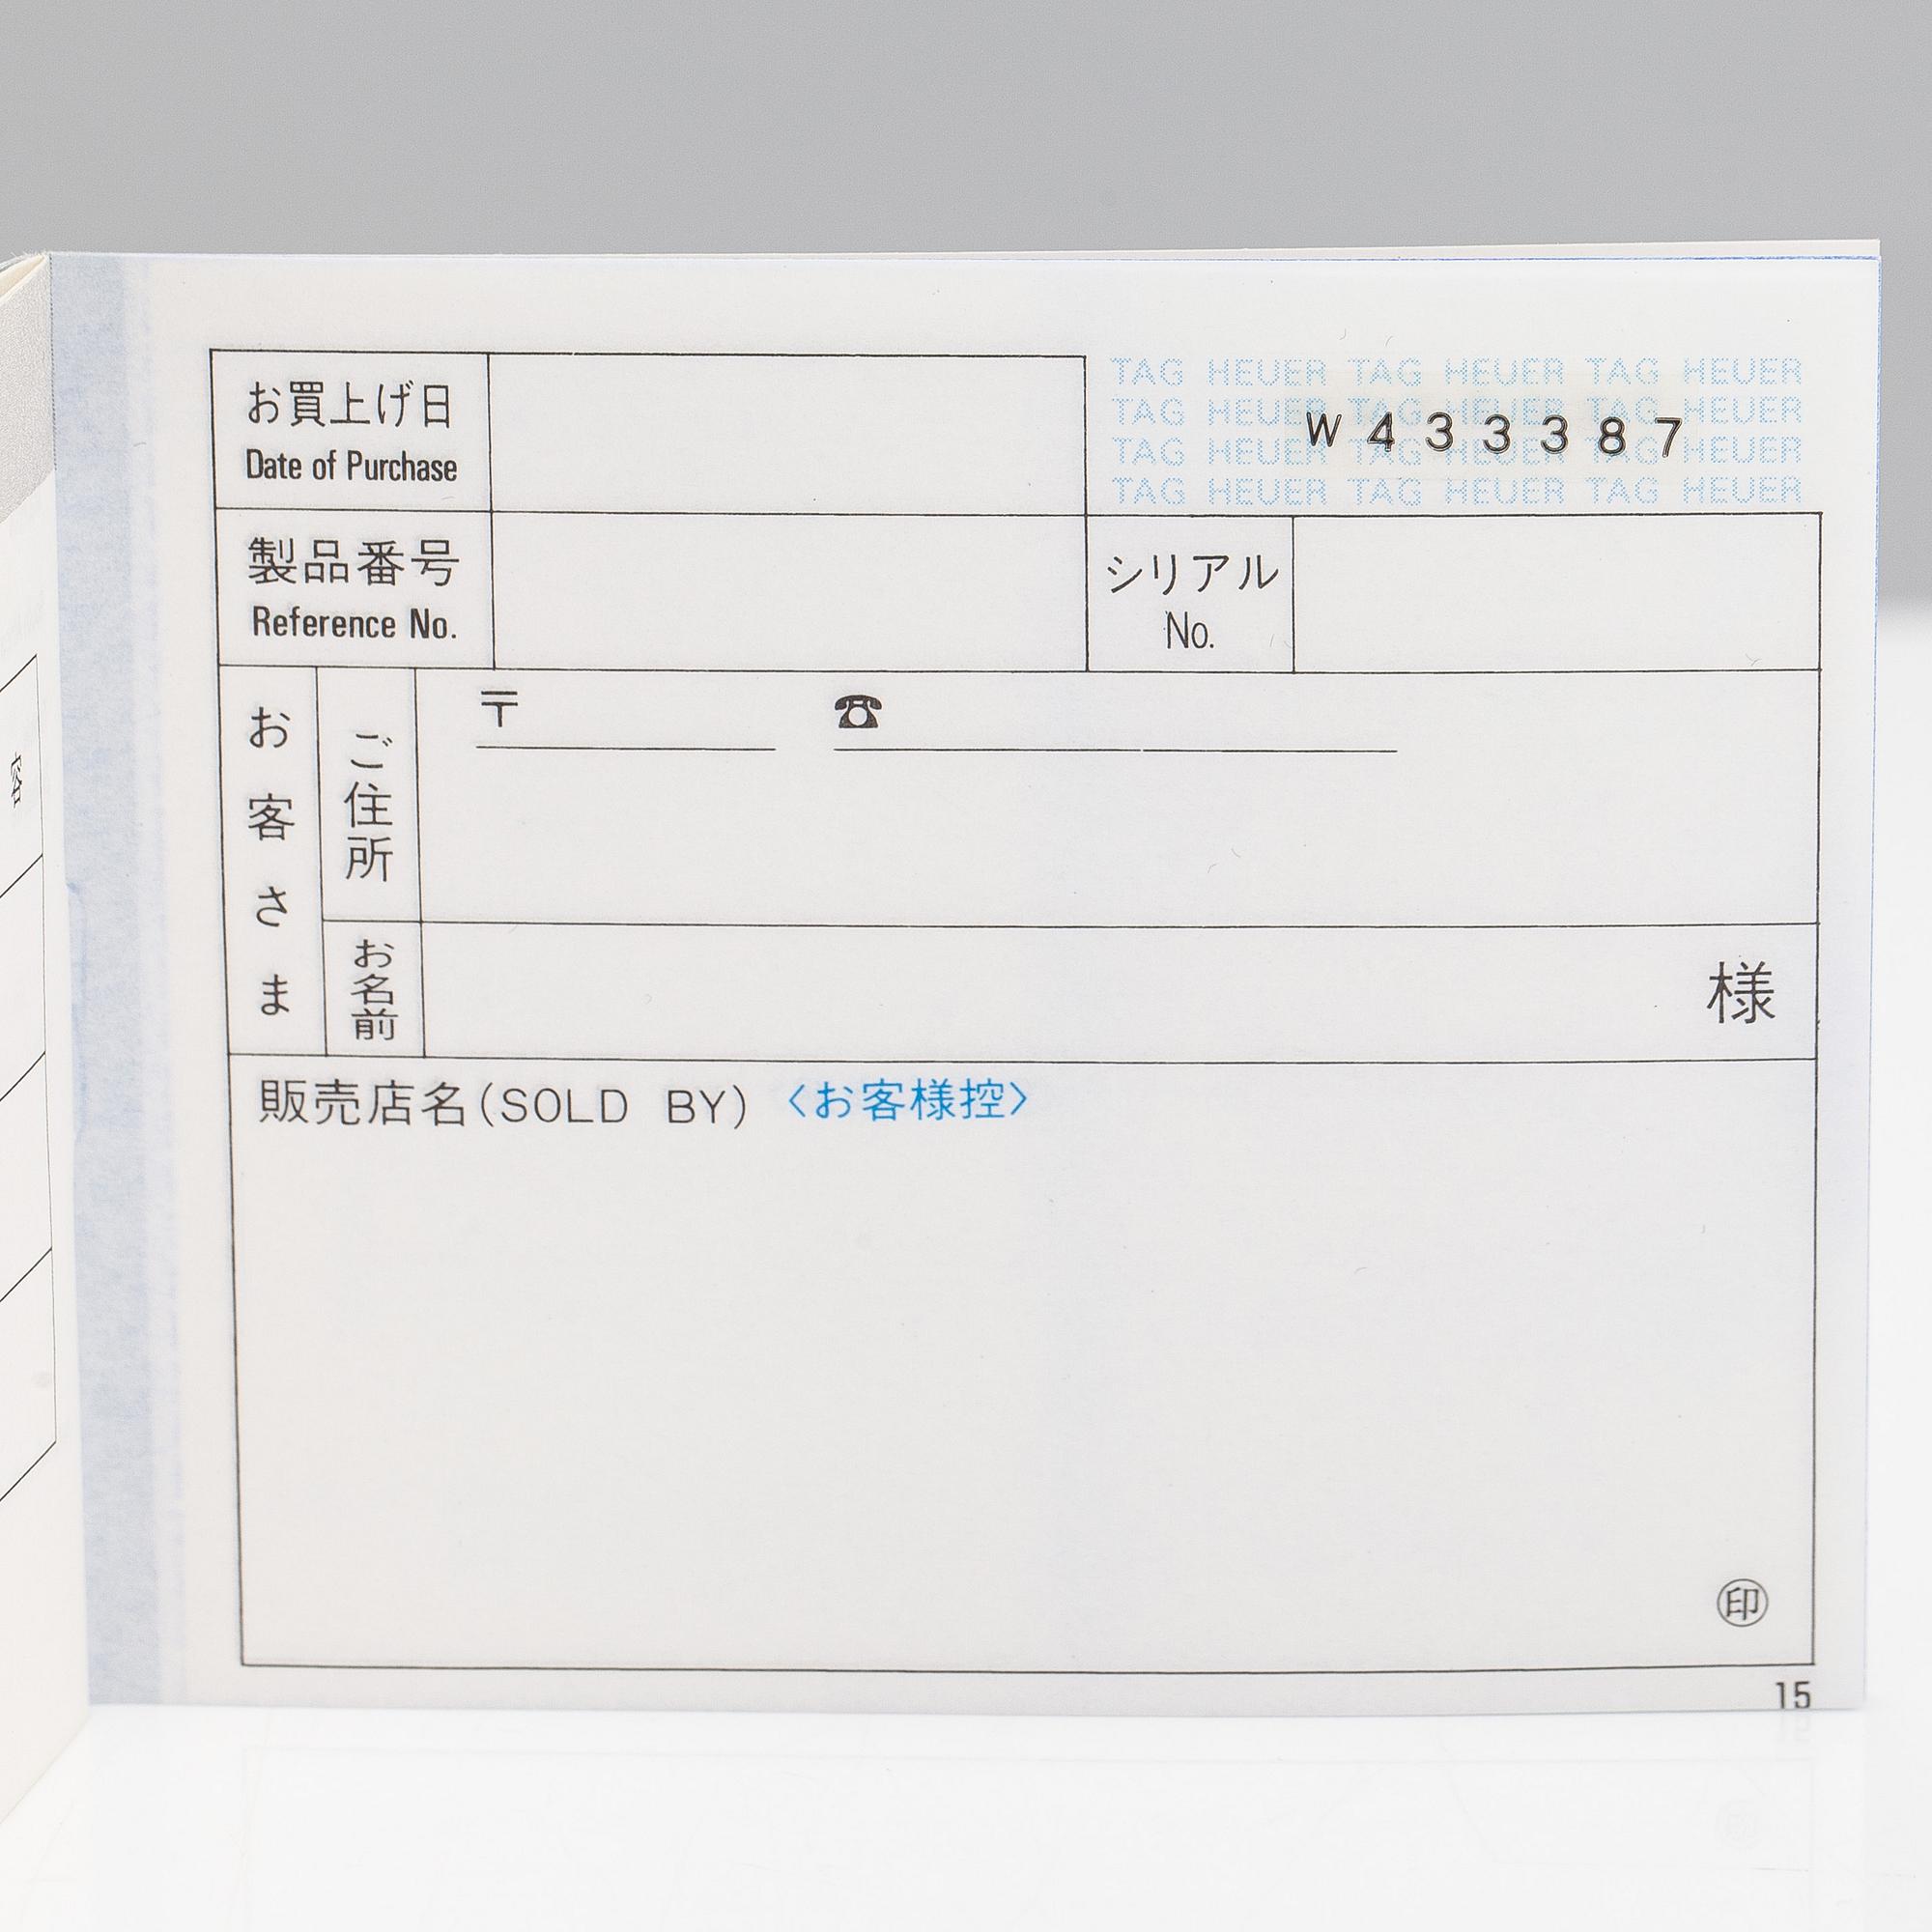 お買上げ日
Date of Purchase
TAG HEUER TAG HEUER TAG HEUER
TAG HEUER TAG HEUER TAG HEUER
W433387
TAG HEUER TAG HEUER TAG HEUER
TAG HEUER TAG HEUER TAG HEUER
製品番号
Reference No.
シリアル
No.
お客さま
ご住所
〒 ☎
お名前
様
販売店名(SOLD BY) 〈お客様控〉
㊞
15
容